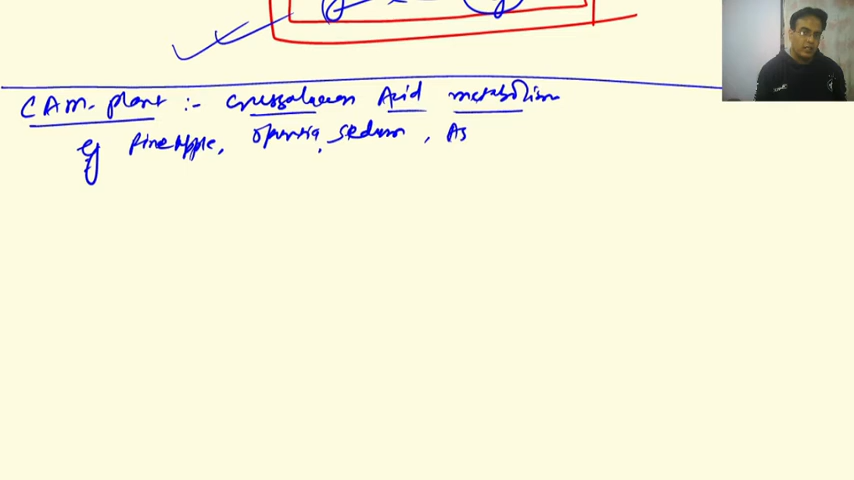 CAM- plant :- Crussalacean Acid metabolism
eg Pineapple, opuntia, sedum, As